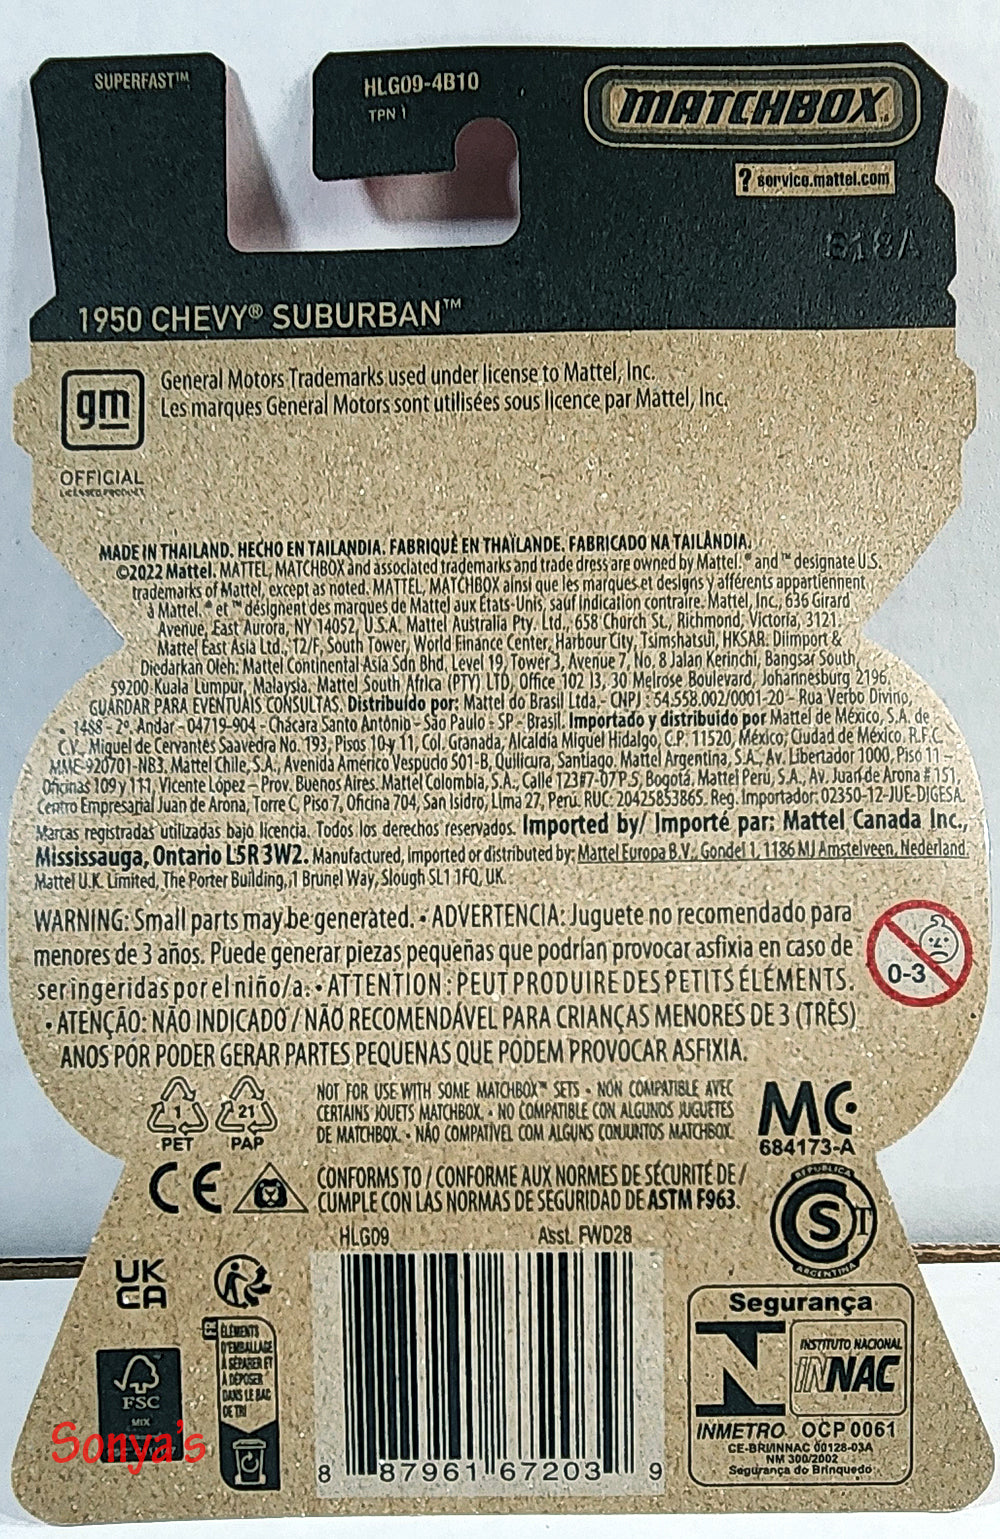 SUPERFAST™
HLG09-4B10
TPN 1
MATCHBOX
? service.mattel.com
818A
1950 CHEVY® SUBURBAN™
gm
General Motors Trademarks used under license to Mattel, Inc.
Les marques General Motors sont utilisées sous licence par Mattel, Inc.
OFFICIAL
LICENSED PRODUCT
MADE IN THAILAND. HECHO EN TAILANDIA. FABRIQUÉ EN THAÏLANDE. FABRICADO NA TAILÂNDIA.
©2022 Mattel. MATTEL, MATCHBOX and associated trademarks and trade dress are owned by Mattel. ® and ™ designate U.S.
trademarks of Mattel, except as noted. MATTEL, MATCHBOX ainsi que les marques et designs y afférents appartiennent
à Mattel. ® et ™ désignent des marques de Mattel aux États-Unis, sauf indication contraire. Mattel, Inc., 636 Girard
Avenue, East Aurora, NY 14052, U.S.A. Mattel Australia Pty. Ltd., 658 Church St., Richmond, Victoria, 3121.
Mattel East Asia Ltd., 12/F, South Tower, World Finance Center, Harbour City, Tsimshatsui, HKSAR. Diimport &
Diedarkan Oleh: Mattel Continental Asia Sdn Bhd, Level 19, Tower 3, Avenue 7, No. 8 Jalan Kerinchi, Bangsar South,
59200 Kuala Lumpur, Malaysia. Mattel South Africa (PTY) LTD, Office 102 I3, 30 Melrose Boulevard, Johannesburg 2196.
GUARDAR PARA EVENTUAIS CONSULTAS. Distribuído por: Mattel do Brasil Ltda.- CNPJ : 54.558.002/0001-20 - Rua Verbo Divino,
1488 - 2º. Andar - 04719-904 - Chácara Santo Antônio - São Paulo - SP - Brasil. Importado y distribuido por Mattel de México, S.A. de
C.V., Miguel de Cervantes Saavedra No. 193, Pisos 10 y 11, Col. Granada, Alcaldía Miguel Hidalgo, C.P. 11520, México, Ciudad de México. R.F.C.
MME-920701-NB3. Mattel Chile, S.A., Avenida Américo Vespucio 501-B, Quilicura, Santiago. Mattel Argentina, S.A., Av. Libertador 1000, Piso 11 –
Oficinas 109 y 111, Vicente López – Prov. Buenos Aires. Mattel Colombia, S.A., Calle 123#7-07 P.5, Bogotá. Mattel Perú, S.A., Av. Juan de Arona # 151,
Centro Empresarial Juan de Arona, Torre C, Piso 7, Oficina 704, San Isidro, Lima 27, Perú. RUC: 20425853865. Reg. Importador: 02350-12-JUE-DIGESA.
Marcas registradas utilizadas bajo licencia. Todos los derechos reservados. Imported by/ Importé par: Mattel Canada Inc.,
Mississauga, Ontario L5R 3W2. Manufactured, imported or distributed by: Mattel Europa B.V., Gondel 1, 1186 MJ Amstelveen, Nederland.
Mattel U.K. Limited, The Porter Building, 1 Brunel Way, Slough SL1 1FQ, UK.
WARNING: Small parts may be generated. • ADVERTENCIA: Juguete no recomendado para
menores de 3 años. Puede generar piezas pequeñas que podrían provocar asfixia en caso de
ser ingeridas por el niño/a. • ATTENTION : PEUT PRODUIRE DES PETITS ÉLÉMENTS.
• ATENÇÃO: NÃO INDICADO / NÃO RECOMENDÁVEL PARA CRIANÇAS MENORES DE 3 (TRÊS)
ANOS POR PODER GERAR PARTES PEQUENAS QUE PODEM PROVOCAR ASFIXIA.
0-3
1
PET
21
PAP
NOT FOR USE WITH SOME MATCHBOX™ SETS • NON COMPATIBLE AVEC
CERTAINS JOUETS MATCHBOX. • NO COMPATIBLE CON ALGUNOS JUGUETES
DE MATCHBOX. • NÃO COMPATÍVEL COM ALGUNS CONJUNTOS MATCHBOX.
MC
684173-A
CE
CONFORMS TO / CONFORME AUX NORMES DE SÉCURITÉ DE /
CUMPLE CON LAS NORMAS DE SEGURIDAD DE ASTM F963.
REPUBLICA
S
T
ARGENTINA
HLG09
Asst. FWD28
UK
CA
FR
ÉLÉMENTS
D'EMBALLAGE
À SÉPARER ET
À DÉPOSER
DANS LE BAC
DE TRI
FSC
MIX
Sonya's
8 87961 67203 9
Segurança
INSTITUTO NACIONAL
INNAC
INMETRO OCP 0061
CE-BRI/INNAC 00128-03A
NM 300/2002
Segurança do Brinquedo